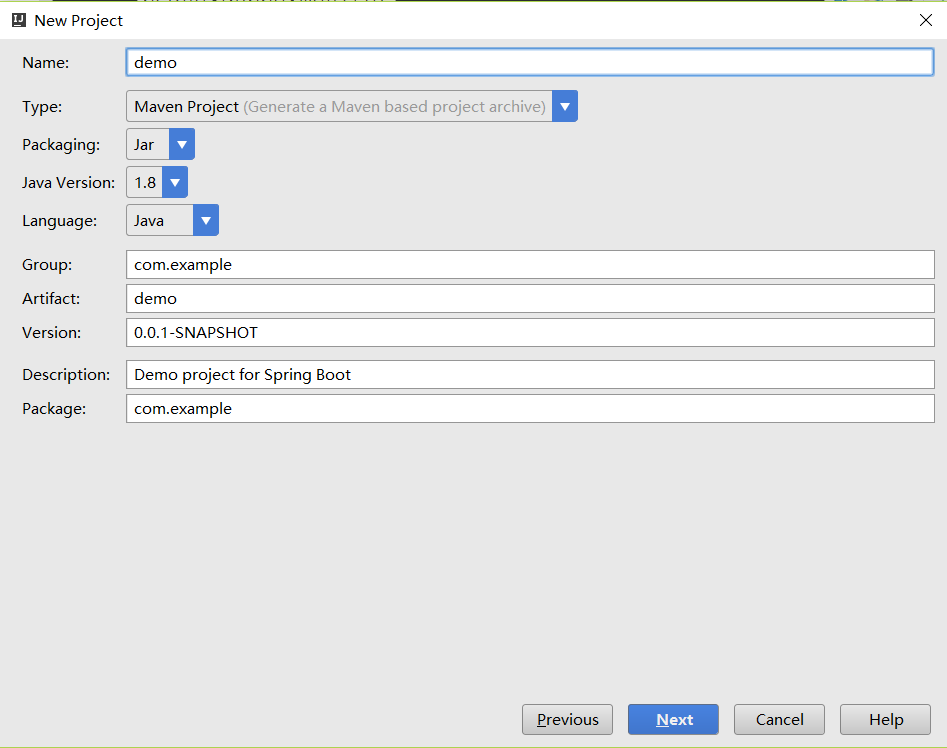 New Project
Name: demo
Type: Maven Project (Generate a Maven based project archive)
Packaging: Jar
Java Version: 1.8
Language: Java
Group: com.example
Artifact: demo
Version: 0.0.1-SNAPSHOT
Description: Demo project for Spring Boot
Package: com.example
Previous Next Cancel Help